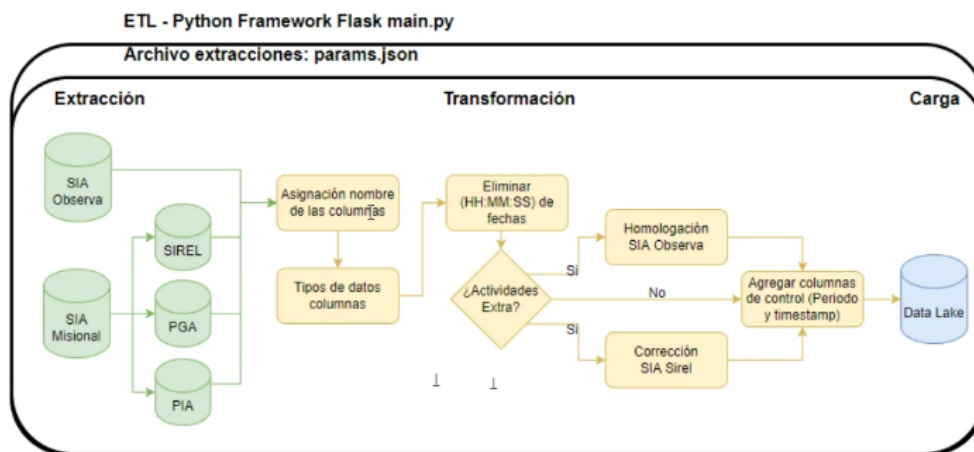 ETL - Python Framework Flask main.py
Archivo extracciones: params.json
Extracción
Transformación
Carga
SIA
Observa
SIA
Misional
SIREL
PGA
PIA
Asignación nombre
de las columnas
Tipos de datos
columnas
Eliminar
(HH:MM:SS) de
fechas
¿Actividades
Extra?
Si
No
Si
Homologación
SIA Observa
Corrección
SIA Sirel
Agregar columnas
de control (Periodo
y timestamp)
Data Lake